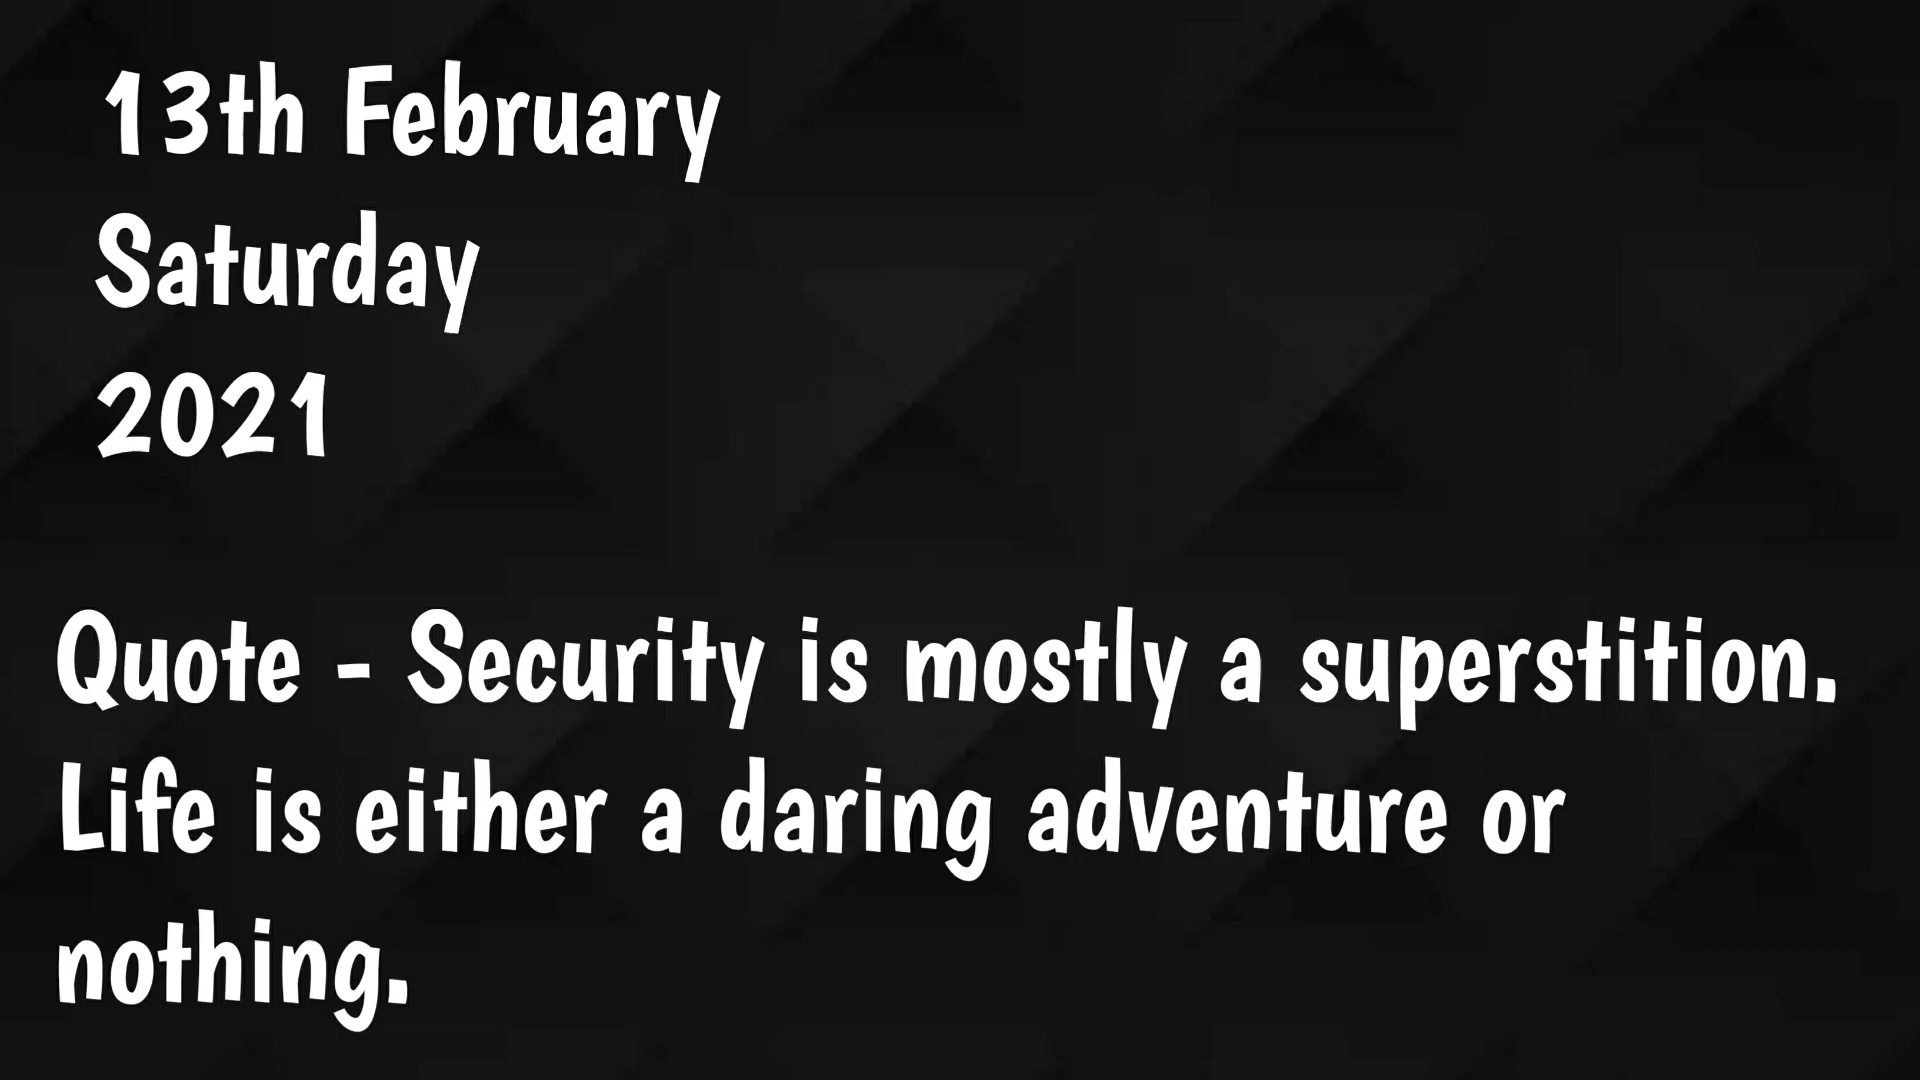 13th February
Saturday
2021
Quote - Security is mostly a superstition.
Life is either a daring adventure or
nothing.